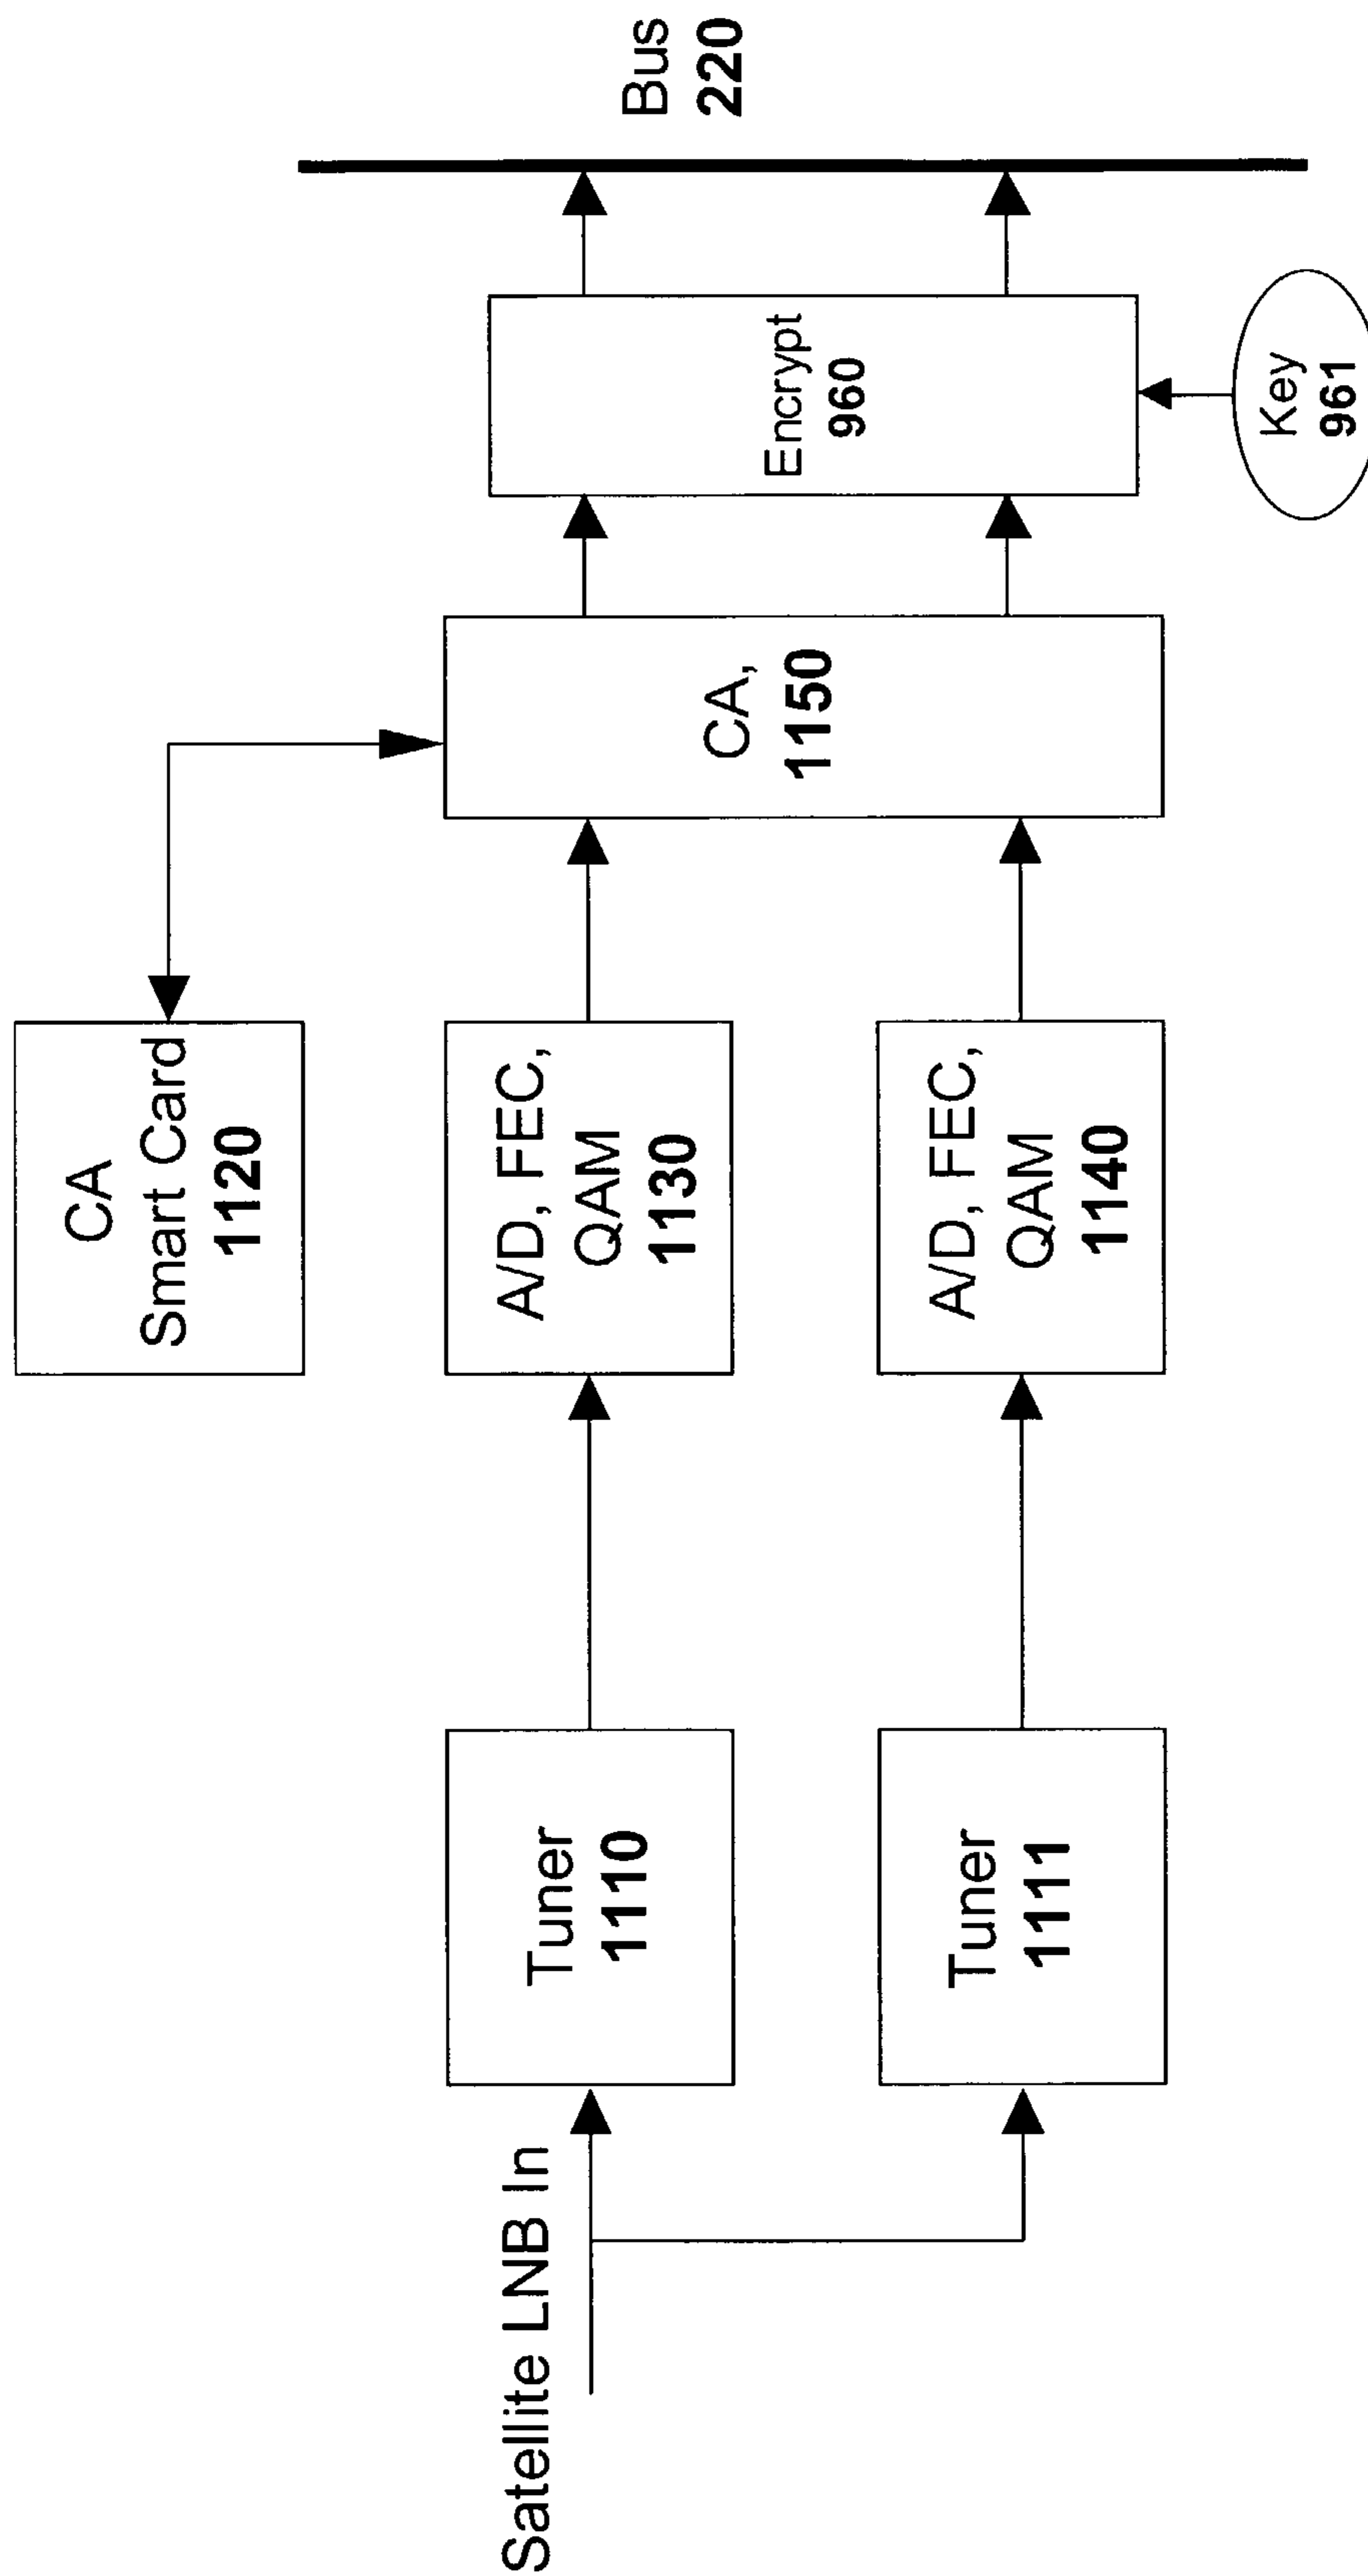 Satellite LNB In
Tuner
1110
Tuner
1111
CA
Smart Card
1120
A/D, FEC,
QAM
1130
A/D, FEC,
QAM
1140
CA,
1150
Encrypt
960
Key
961
Bus
220